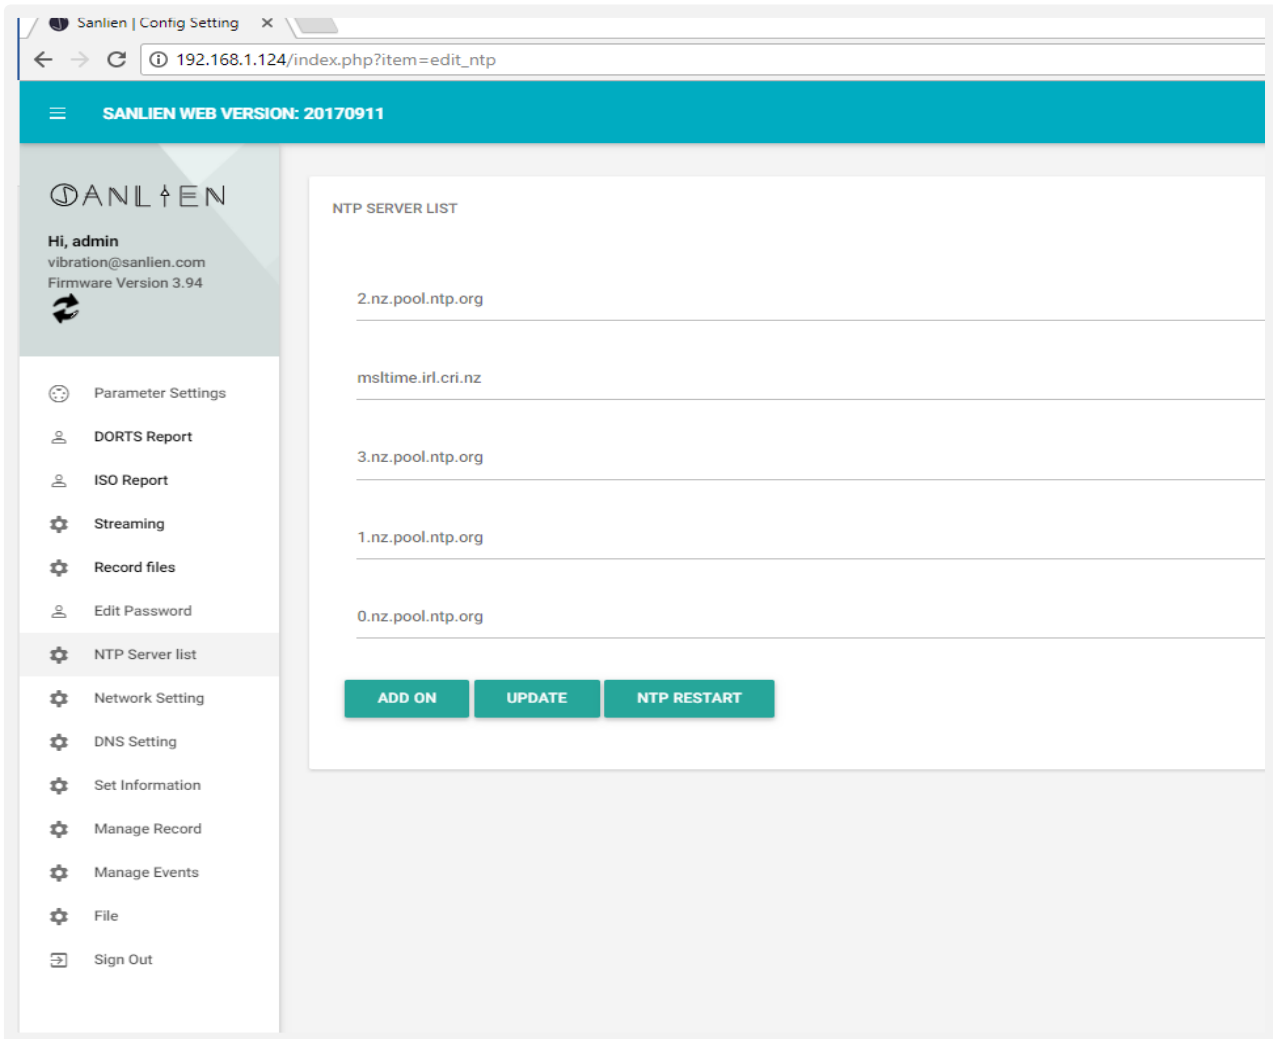 Sanlien | Config Setting
192.168.1.124/index.php?item=edit_ntp
SANLIEN WEB VERSION: 20170911
SANLIEN
Hi, admin
vibration@sanlien.com
Firmware Version 3.94
Parameter Settings
DORTS Report
ISO Report
Streaming
Record files
Edit Password
NTP Server list
Network Setting
DNS Setting
Set Information
Manage Record
Manage Events
File
Sign Out
NTP SERVER LIST
2.nz.pool.ntp.org
msltime.irl.cri.nz
3.nz.pool.ntp.org
1.nz.pool.ntp.org
0.nz.pool.ntp.org
ADD ON UPDATE NTP RESTART